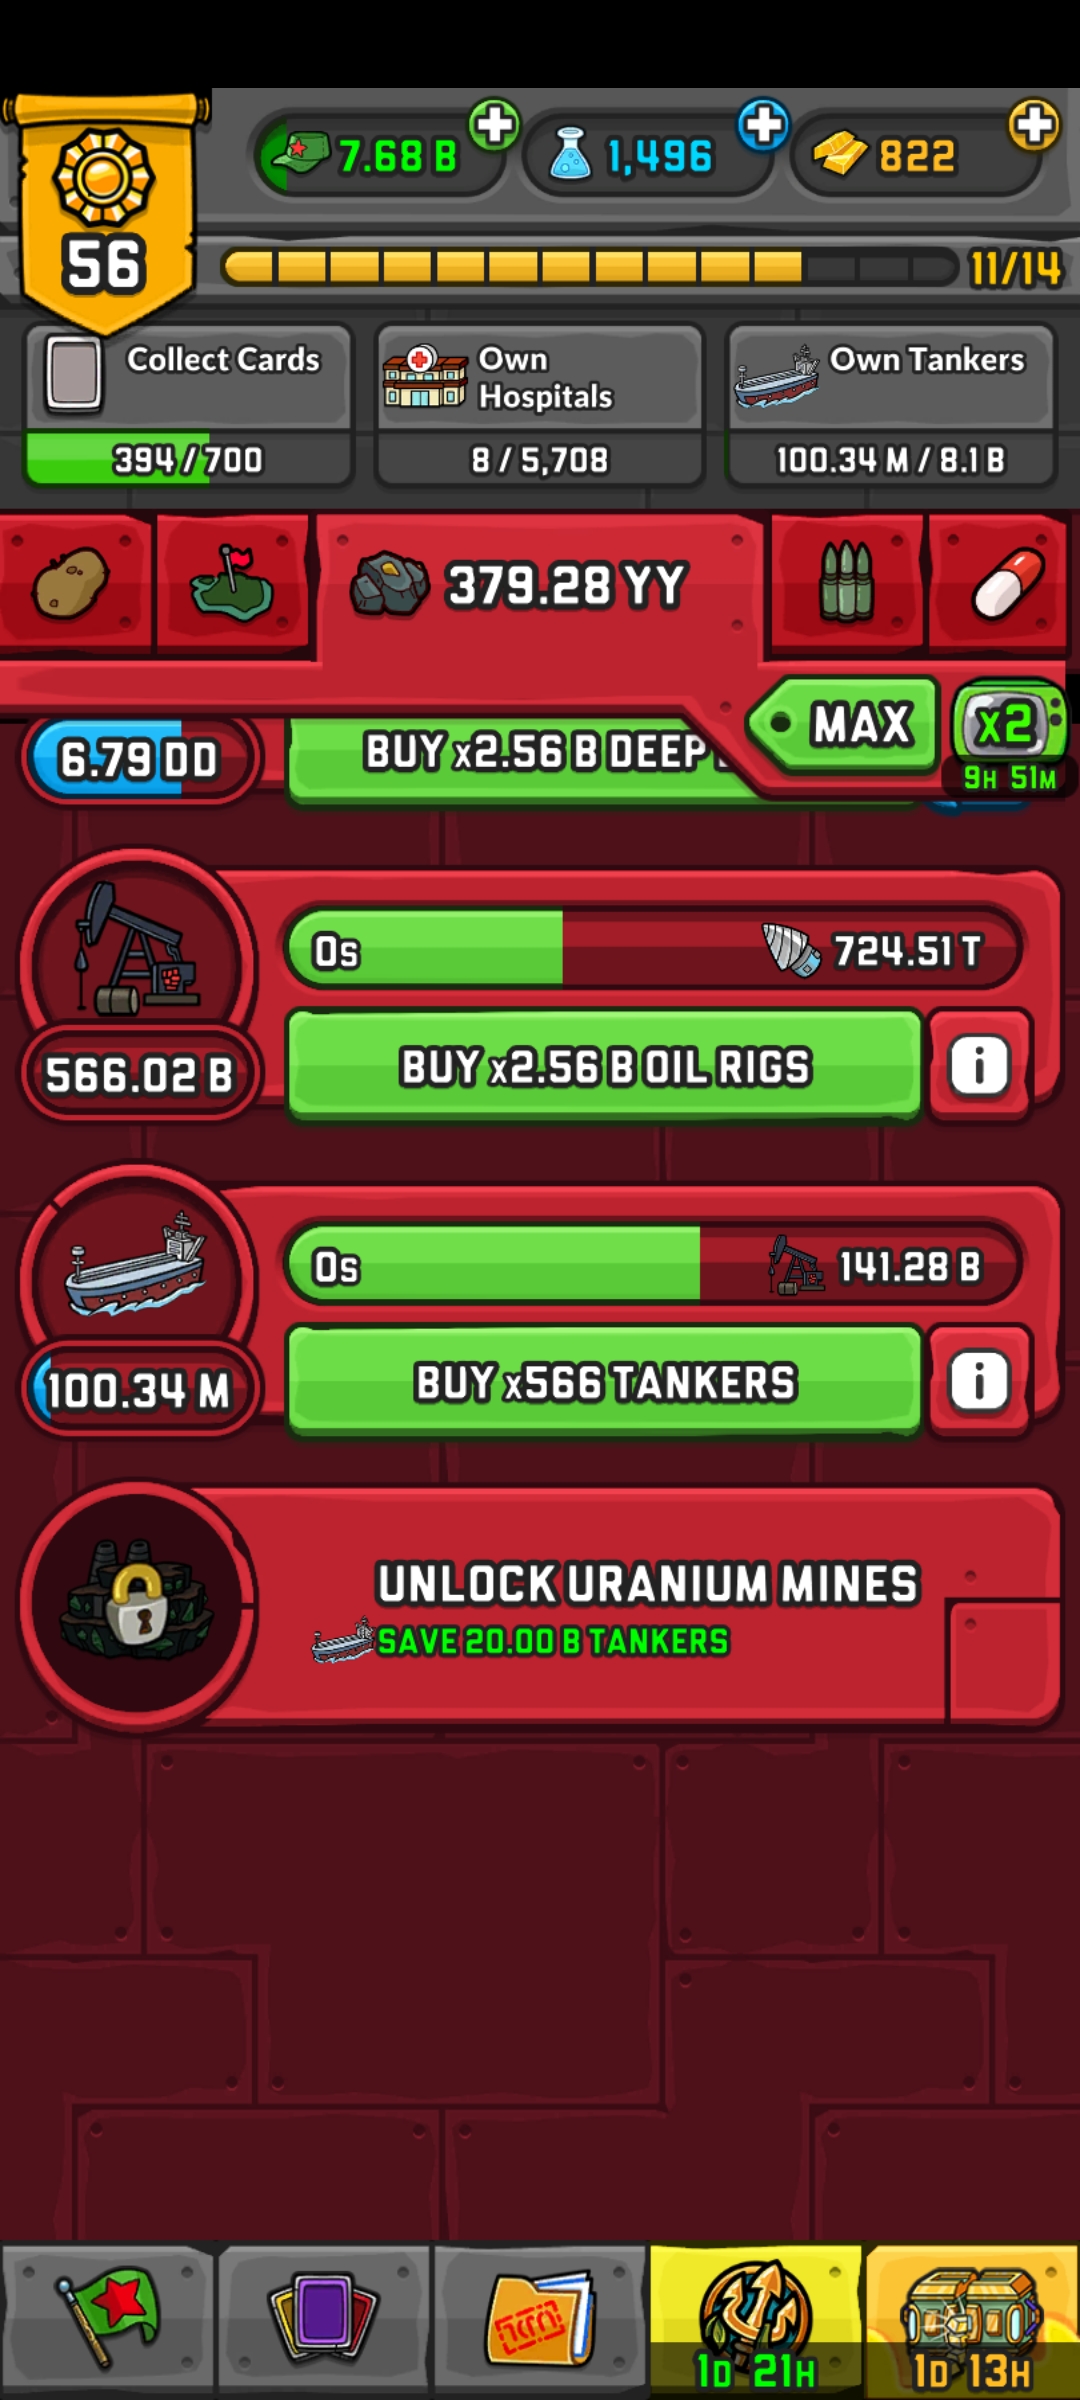 7.68 B
1,496
822
56
11/14
Collect Cards
394/700
Own
Hospitals
8/5,708
Own Tankers
100.34 M/8.1 B
379.28 YY
MAX
x2
9H 51M
6.79 DD
BUY x2.56 B DEEP
0s
724.51 T
566.02 B
BUY x2.56 B OIL RIGS
i
0s
141.28 B
100.34 M
BUY x566 TANKERS
i
UNLOCK URANIUM MINES
SAVE 20.00 B TANKERS
1D 21H
1D 13H